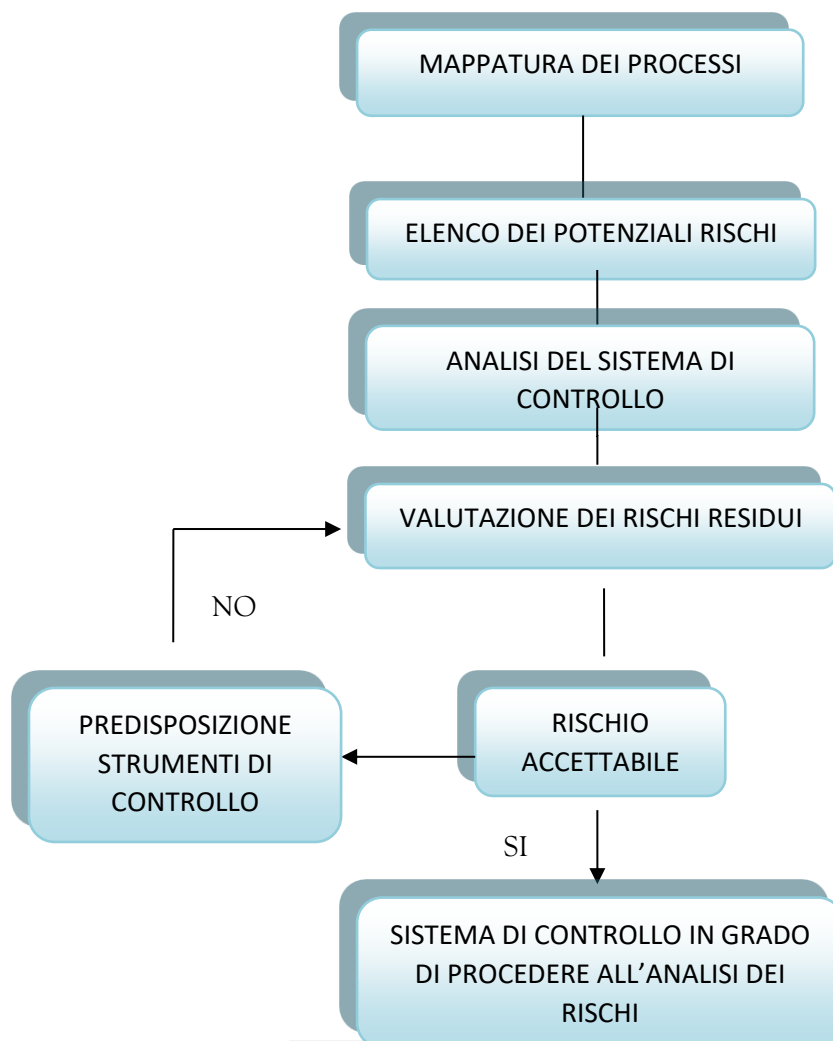 MAPPATURA DEI PROCESSI
ELENCO DEI POTENZIALI RISCHI
ANALISI DEL SISTEMA DI
CONTROLLO
VALUTAZIONE DEI RISCHI RESIDUI
NO
PREDISPOSIZIONE
STRUMENTI DI
CONTROLLO
RISCHIO
ACCETTABILE
SI
SISTEMA DI CONTROLLO IN GRADO
DI PROCEDERE ALL’ANALISI DEI
RISCHI